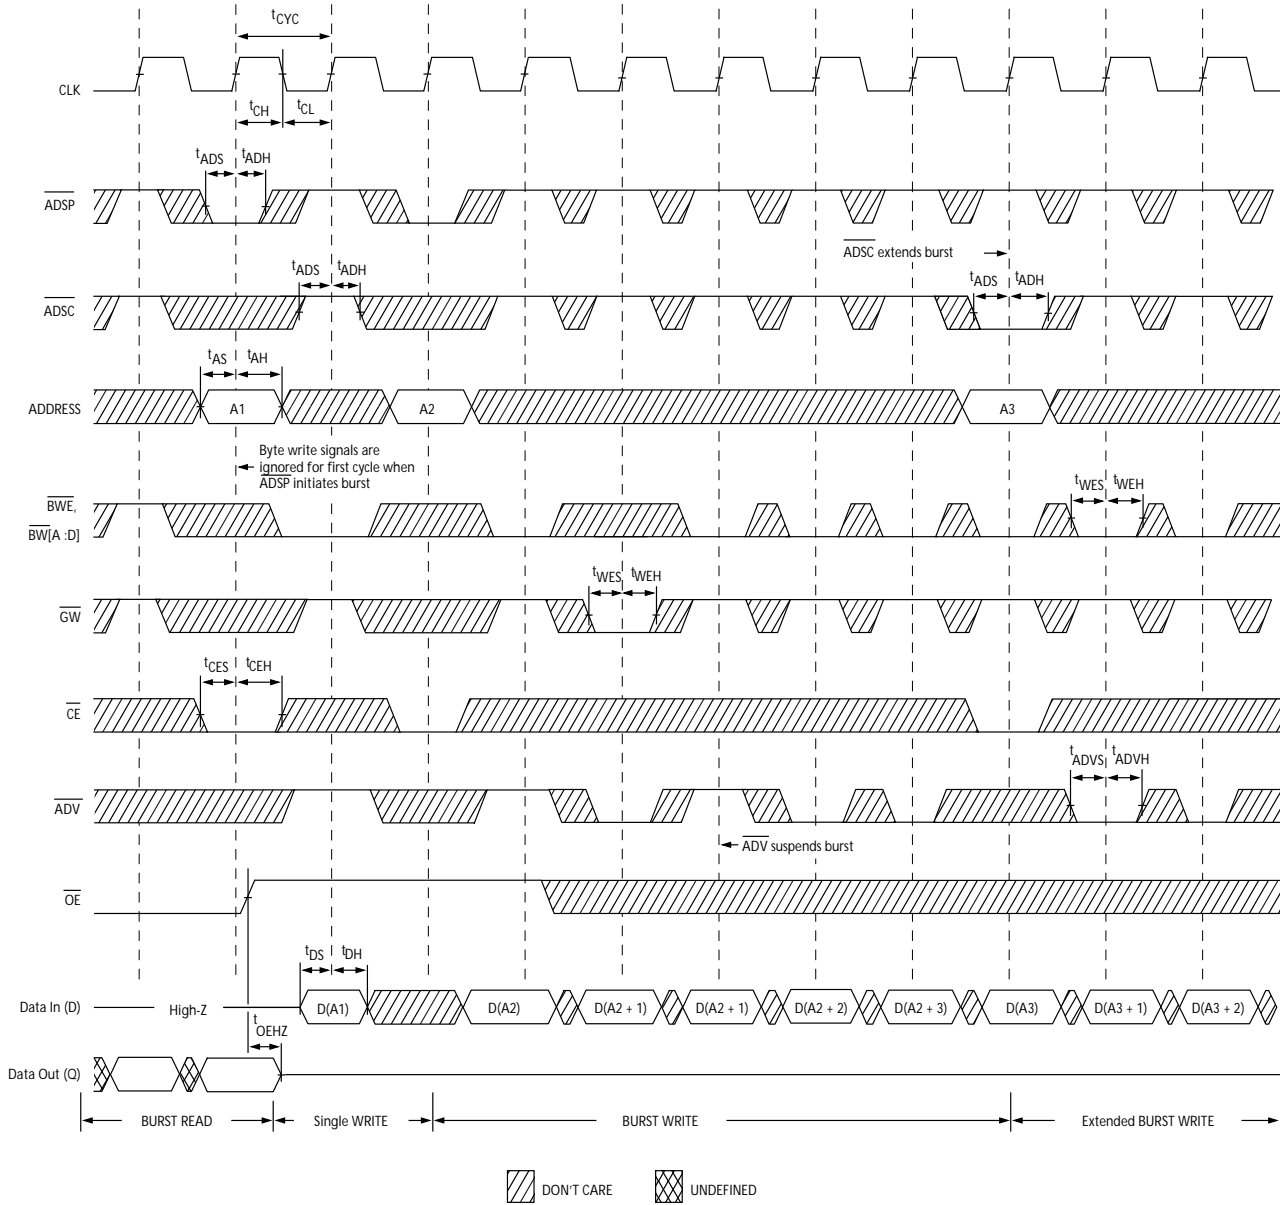 tCYC
CLK
tCH
tCL
tADS
tADH
ADSP
ADSC extends burst
tADS
tADH
tADS
tADH
ADSC
tAS
tAH
ADDRESS
A1
A2
A3
Byte write signals are
ignored for first cycle when
ADSP initiates burst
BWE,
BW[A :D]
tWES
tWEH
tWES
tWEH
GW
tCES
tCEH
CE
tADVS
tADVH
ADV
ADV suspends burst
OE
tDS
tDH
Data In (D)
High-Z
D(A1)
D(A2)
D(A2 + 1)
D(A2 + 1)
D(A2 + 2)
D(A2 + 3)
D(A3)
D(A3 + 1)
D(A3 + 2)
tOEHZ
Data Out (Q)
BURST READ
Single WRITE
BURST WRITE
Extended BURST WRITE
DON'T CARE
UNDEFINED